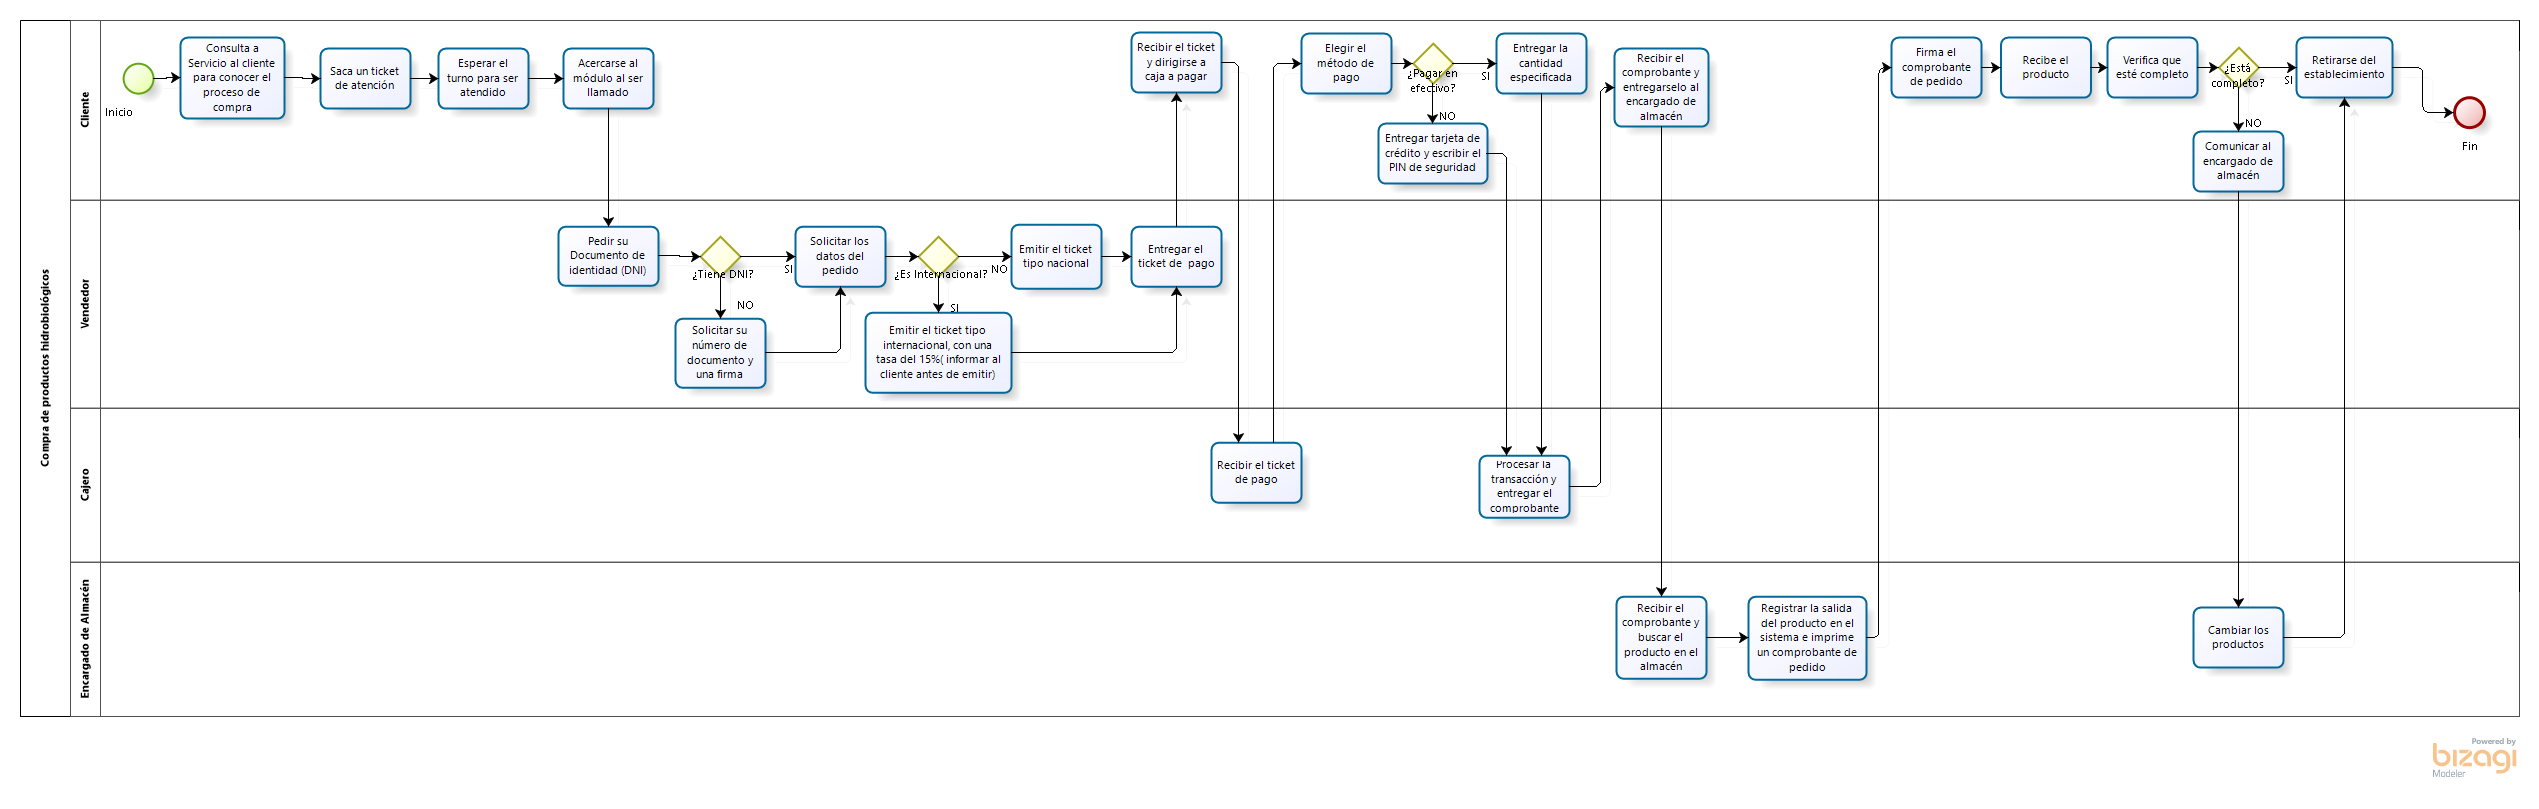 Compra de productos hidrobiológicos
Cliente
Inicio
Consulta a
Servicio al cliente
para conocer el
proceso de
compra
Saca un ticket
de atención
Esperar el
turno para ser
atendido
Acercarse al
módulo al ser
llamado
Recibir el ticket
y dirigirse a
caja a pagar
Elegir el
método de
pago
¿Pagar en
efectivo?
SI
NO
Entregar la
cantidad
especificada
Entregar tarjeta de
crédito y escribir el
PIN de seguridad
Recibir el
comprobante y
entregarselo al
encargado de
almacén
Firma el
comprobante
de pedido
Recibe el
producto
Verifica que
esté completo
¿Está
completo?
SI
NO
Retirarse del
establecimiento
Comunicar al
encargado de
almacén
Fin
Vendedor
Pedir su
Documento de
identidad (DNI)
¿Tiene DNI?
SI
NO
Solicitar su
número de
documento y
una firma
Solicitar los
datos del
pedido
¿Es Internacional?
NO
SI
Emitir el ticket
tipo nacional
Emitir el ticket tipo
internacional, con una
tasa del 15%( informar al
cliente antes de emitir)
Entregar el
ticket de pago
Cajero
Recibir el ticket
de pago
Procesar la
transacción y
entregar el
comprobante
Encargado de Almacén
Recibir el
comprobante y
buscar el
producto en el
almacén
Registrar la salida
del producto en el
sistema e imprime
un comprobante de
pedido
Cambiar los
productos
Powered by
bizagi
Modeler